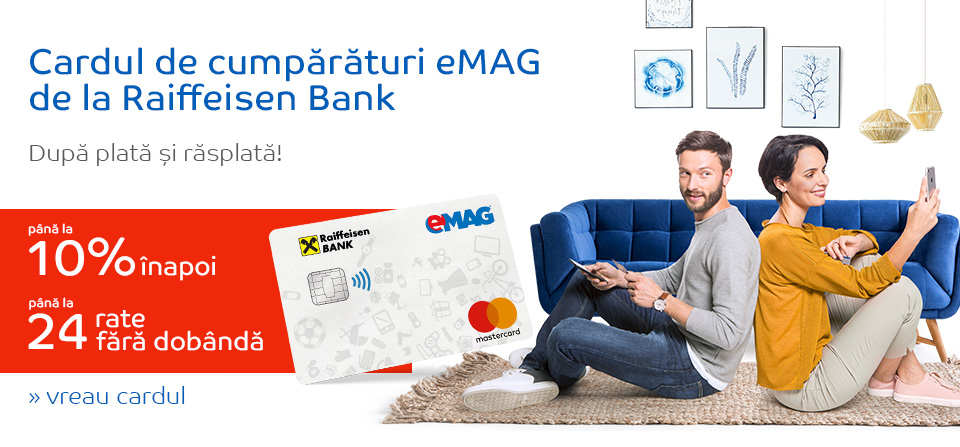 Cardul de cumpărături eMAG
de la Raiffeisen Bank
După plată și răsplată!
până la
10% înapoi
până la
24 rate
fără dobândă
» vreau cardul
Raiffeisen
BANK
eMAG
mastercard